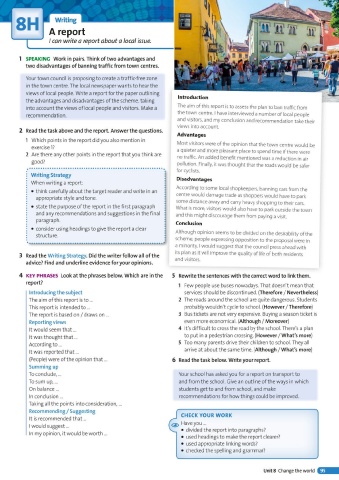 8H
Writing
A report
I can write a report about a local issue.
1 SPEAKING Work in pairs. Think of two advantages and
two disadvantages of banning traffic from town centres.
Your town council is proposing to create a traffic-free zone
in the town centre. The local newspaper wants to hear the
views of local people. Write a report for the paper outlining
the advantages and disadvantages of the scheme, taking
into account the views of local people and visitors. Make a
recommendation.
2 Read the task above and the report. Answer the questions.
1 Which points in the report did you also mention in
exercise 1?
2 Are there any other points in the report that you think are
good?
Writing Strategy
When writing a report:
• think carefully about the target reader and write in an
appropriate style and tone.
• state the purpose of the report in the first paragraph
and any recommendations and suggestions in the final
paragraph.
• consider using headings to give the report a clear
structure.
3 Read the Writing Strategy. Did the writer follow all of the
advice? Find and underline evidence for your opinions.
4 KEY PHRASES Look at the phrases below. Which are in the
report?
Introducing the subject
The aim of this report is to …
This report is intended to …
The report is based on / draws on …
Reporting views
It would seem that …
It was thought that …
According to …
It was reported that …
(People) were of the opinion that …
Summing up
To conclude, …
To sum up, …
On balance …
In conclusion …
Taking all the points into consideration, …
Recommending / Suggesting
It is recommended that …
I would suggest …
In my opinion, it would be worth …
Introduction
The aim of this report is to assess the plan to ban traffic from
the town centre. I have interviewed a number of local people
and visitors, and my conclusion and recommendation take their
views into account.
Advantages
Most visitors were of the opinion that the town centre would be
a quieter and more pleasant place to spend time if there were
no traffic. An added benefit mentioned was a reduction in air
pollution. Finally, it was thought that the roads would be safer
for cyclists.
Disadvantages
According to some local shopkeepers, banning cars from the
centre would damage trade as shoppers would have to park
some distance away and carry heavy shopping to their cars.
What is more, visitors would also have to park outside the town
and this might discourage them from paying a visit.
Conclusion
Although opinion seems to be divided on the desirability of the
scheme, people expressing opposition to the proposal were in
a minority. I would suggest that the council goes ahead with
its plan as it will improve the quality of life of both residents
and visitors.
5 Rewrite the sentences with the correct word to link them.
1 Few people use buses nowadays. That doesn't mean that
services should be discontinued. (Therefore / Nevertheless)
2 The roads around the school are quite dangerous. Students
probably wouldn't cycle to school. (However / Therefore)
3 Bus tickets are not very expensive. Buying a season ticket is
even more economical. (Although / Moreover)
4 It's difficult to cross the road by the school. There's a plan
to put in a pedestrian crossing. (However / What's more)
5 Too many parents drive their children to school. They all
arrive at about the same time. (Although / What's more)
6 Read the task below. Write your report.
Your school has asked you for a report on transport to
and from the school. Give an outline of the ways in which
students get to and from school, and make
recommendations for how things could be improved.
CHECK YOUR WORK
Have you …
• divided the report into paragraphs?
• used headings to make the report clearer?
• used appropriate linking words?
• checked the spelling and grammar?
Unit 8 Change the world